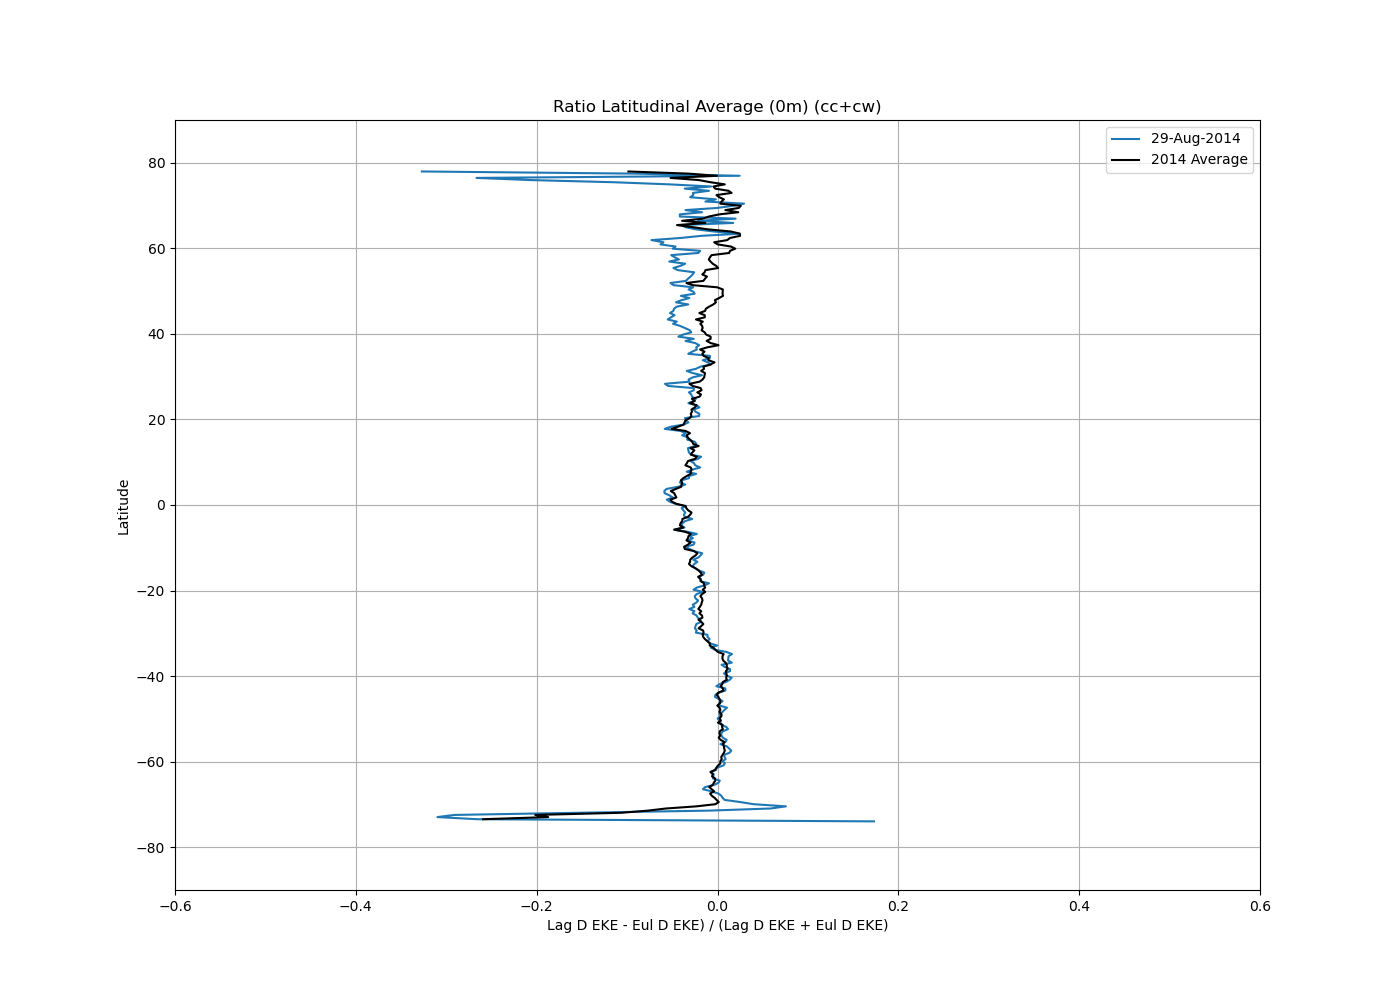 Ratio Latitudinal Average (0m) (cc+cw)
29-Aug-2014
2014 Average
80
60
40
20
0
−20
−40
−60
−80
Latitude
−0.6 −0.4 −0.2 0.0 0.2 0.4 0.6
Lag D EKE - Eul D EKE) / (Lag D EKE + Eul D EKE)